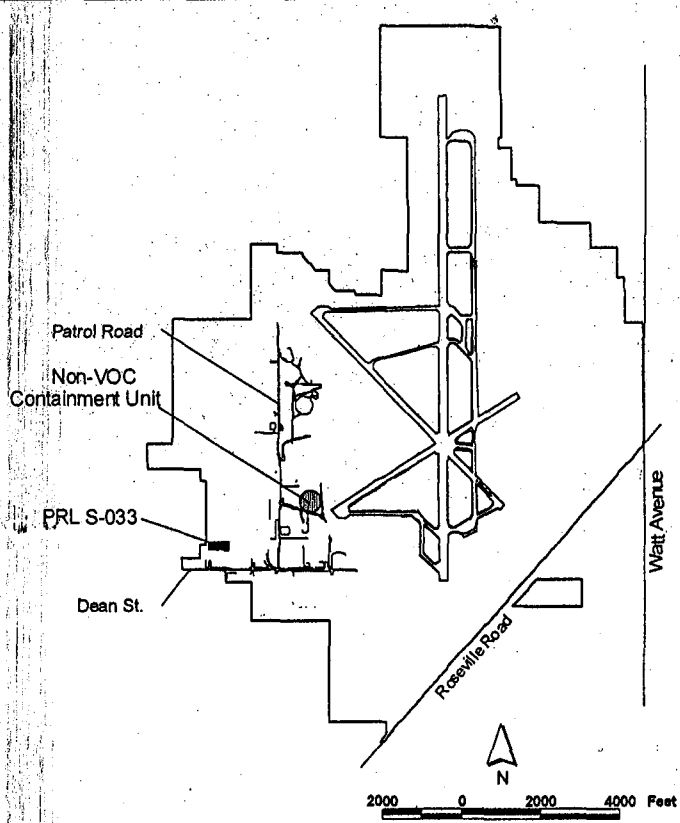 Patrol Road
Non-VOC
Containment Unit
PRL S-033
Dean St.
Watt Avenue
Roseville Road
N
2000 0 2000 4000 Feet